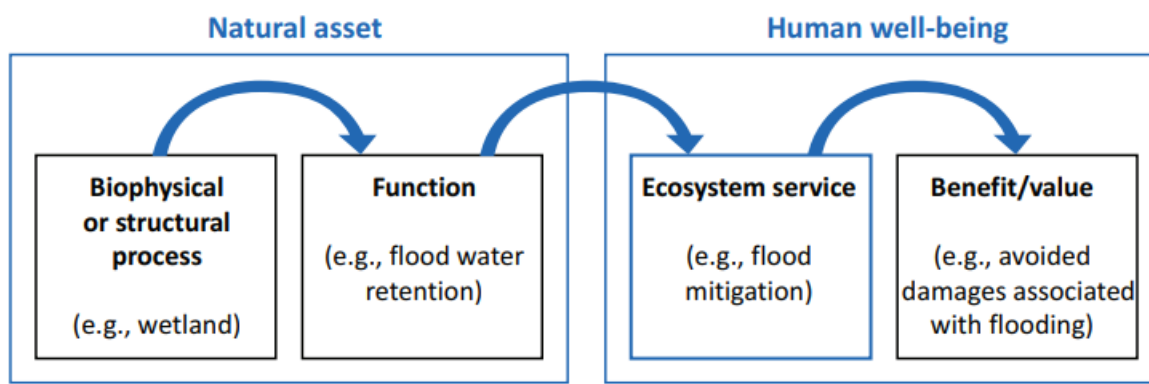 Natural asset
Human well-being
Biophysical
or structural
process
(e.g., wetland)
Function
(e.g., flood water
retention)
Ecosystem service
(e.g., flood
mitigation)
Benefit/value
(e.g., avoided
damages associated
with flooding)